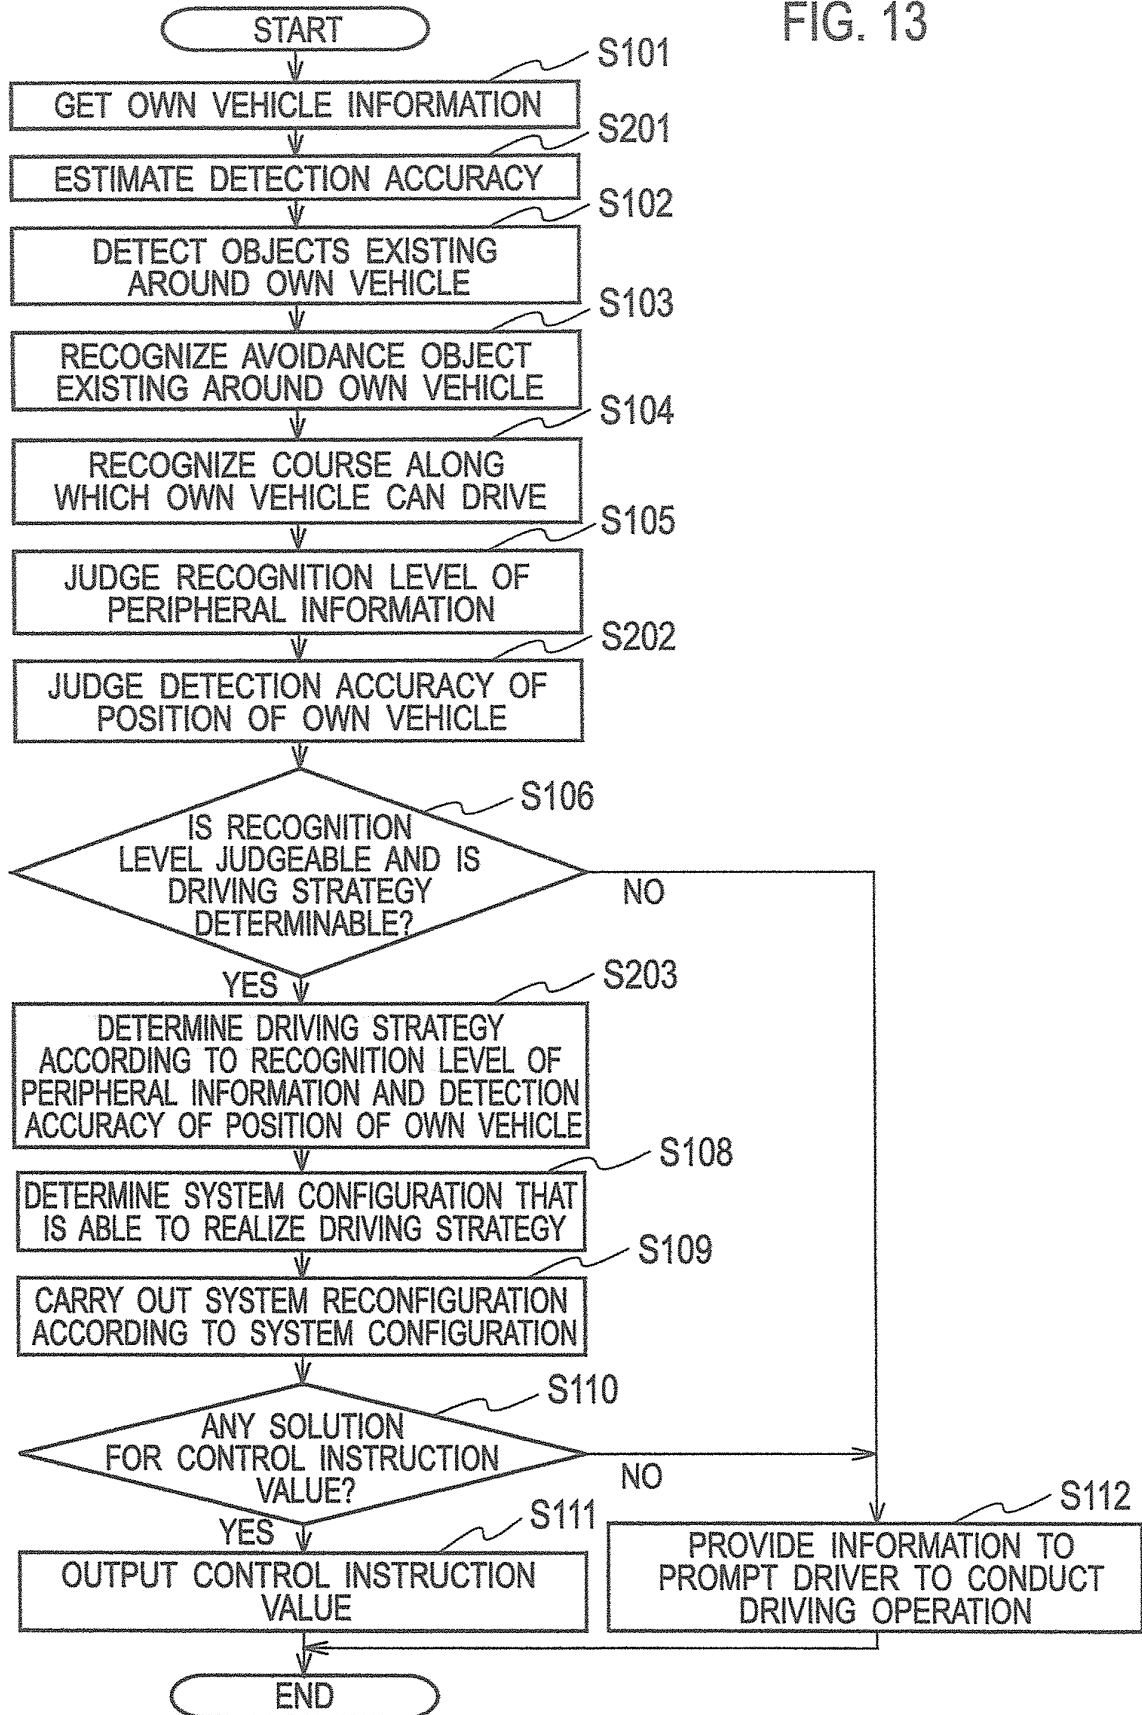 FIG. 13
START
S101
GET OWN VEHICLE INFORMATION
S201
ESTIMATE DETECTION ACCURACY
S102
DETECT OBJECTS EXISTING
AROUND OWN VEHICLE
S103
RECOGNIZE AVOIDANCE OBJECT
EXISTING AROUND OWN VEHICLE
S104
RECOGNIZE COURSE ALONG
WHICH OWN VEHICLE CAN DRIVE
S105
JUDGE RECOGNITION LEVEL OF
PERIPHERAL INFORMATION
S202
JUDGE DETECTION ACCURACY OF
POSITION OF OWN VEHICLE
S106
IS RECOGNITION
LEVEL JUDGEABLE AND IS
DRIVING STRATEGY
DETERMINABLE?
NO
YES
S203
DETERMINE DRIVING STRATEGY
ACCORDING TO RECOGNITION LEVEL OF
PERIPHERAL INFORMATION AND DETECTION
ACCURACY OF POSITION OF OWN VEHICLE
S108
DETERMINE SYSTEM CONFIGURATION THAT
IS ABLE TO REALIZE DRIVING STRATEGY
S109
CARRY OUT SYSTEM RECONFIGURATION
ACCORDING TO SYSTEM CONFIGURATION
S110
ANY SOLUTION
FOR CONTROL INSTRUCTION
VALUE?
NO
YES
S111
OUTPUT CONTROL INSTRUCTION
VALUE
S112
PROVIDE INFORMATION TO
PROMPT DRIVER TO CONDUCT
DRIVING OPERATION
END